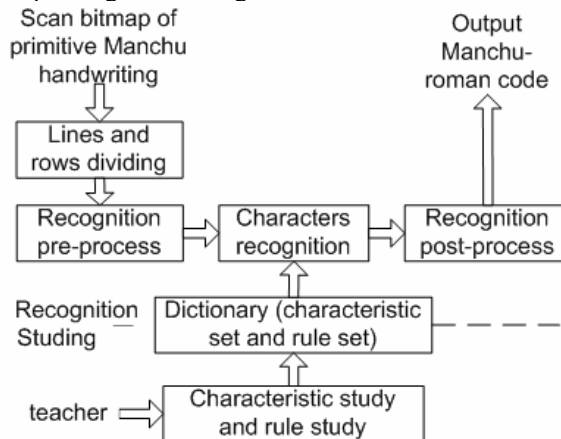 Scan bitmap of
primitive Manchu
handwriting
Output
Manchu-
roman code
Lines and
rows dividing
Recognition
pre-process
Characters
recognition
Recognition
post-process
Recognition
Studing
Dictionary (characteristic
set and rule set)
teacher
Characteristic study
and rule study